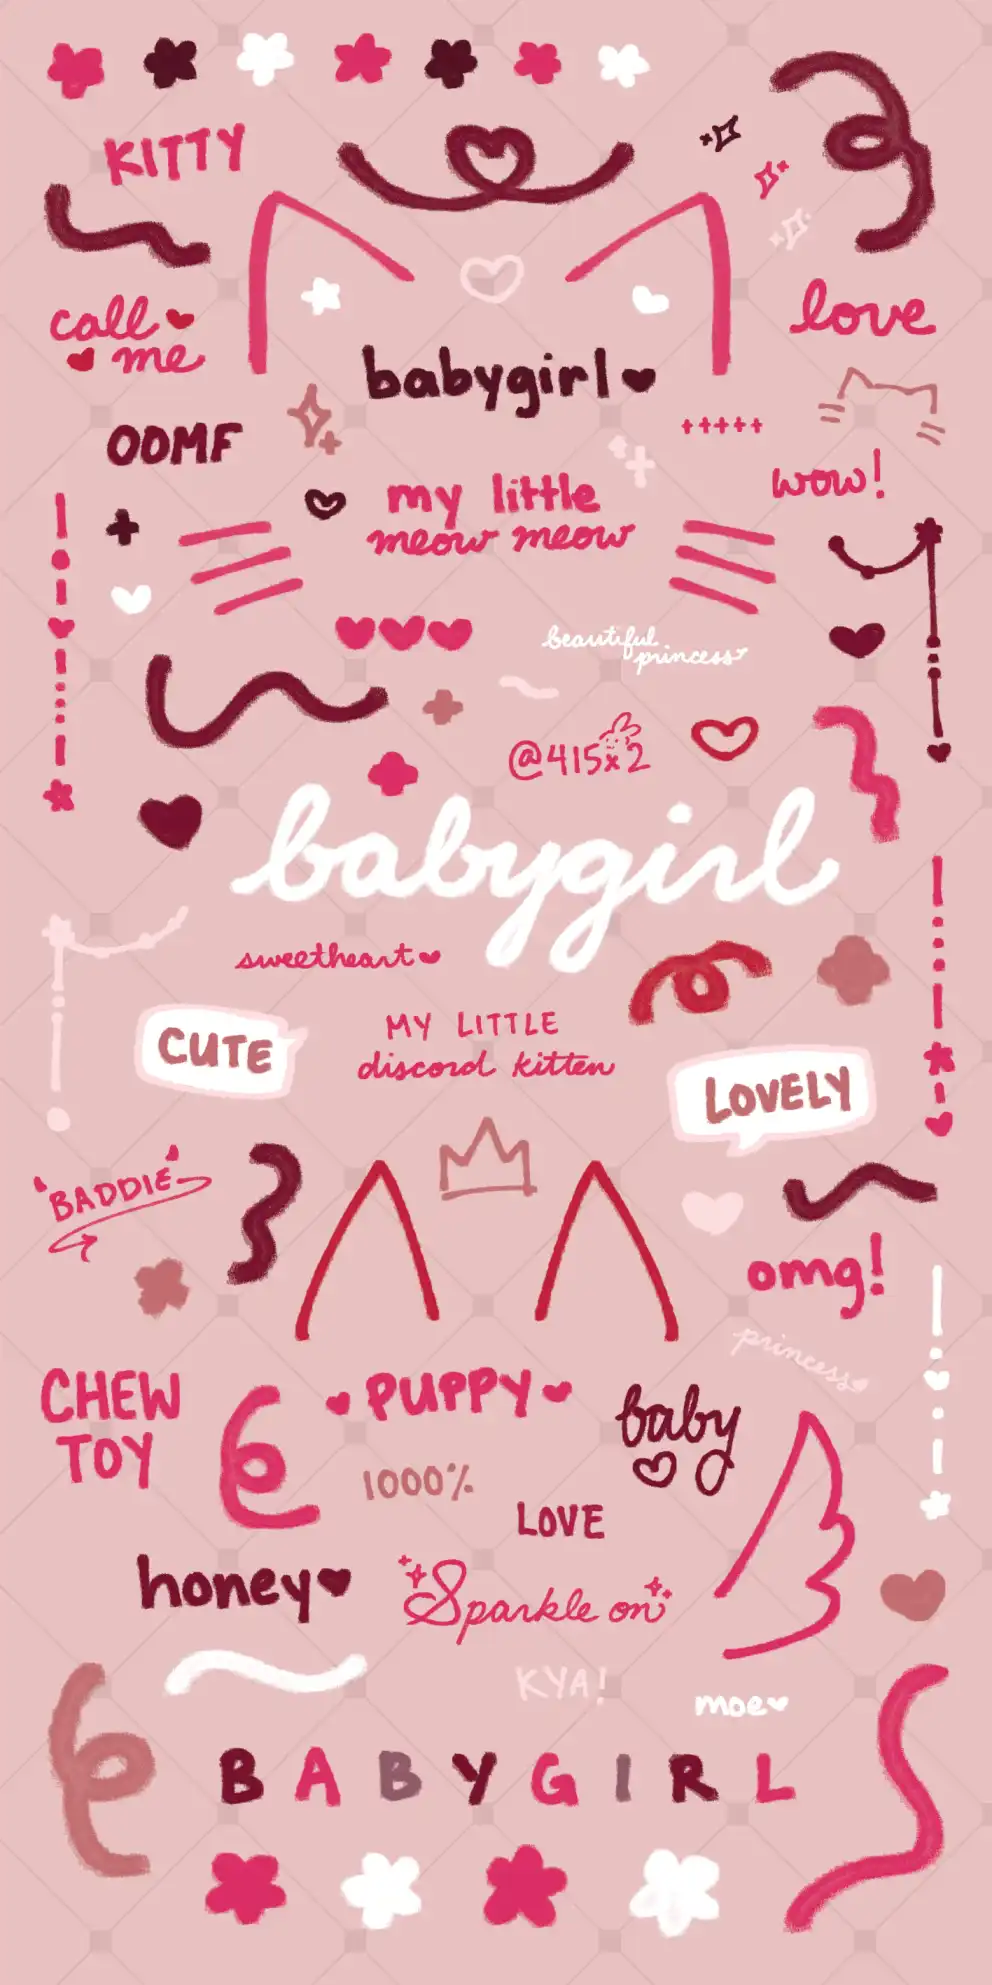 KITTY
call
me
love
babygirl
OOMF
my little
meow meow
wow!
beautiful
princess
@415x2
babygirl
sweetheart
MY LITTLE
discord kitten
CUTE
LOVELY
BADDIE
omg!
princess
CHEW
TOY
PUPPY
baby
1000%
LOVE
honey
Sparkle on
KYA!
moe
BABYGIRL